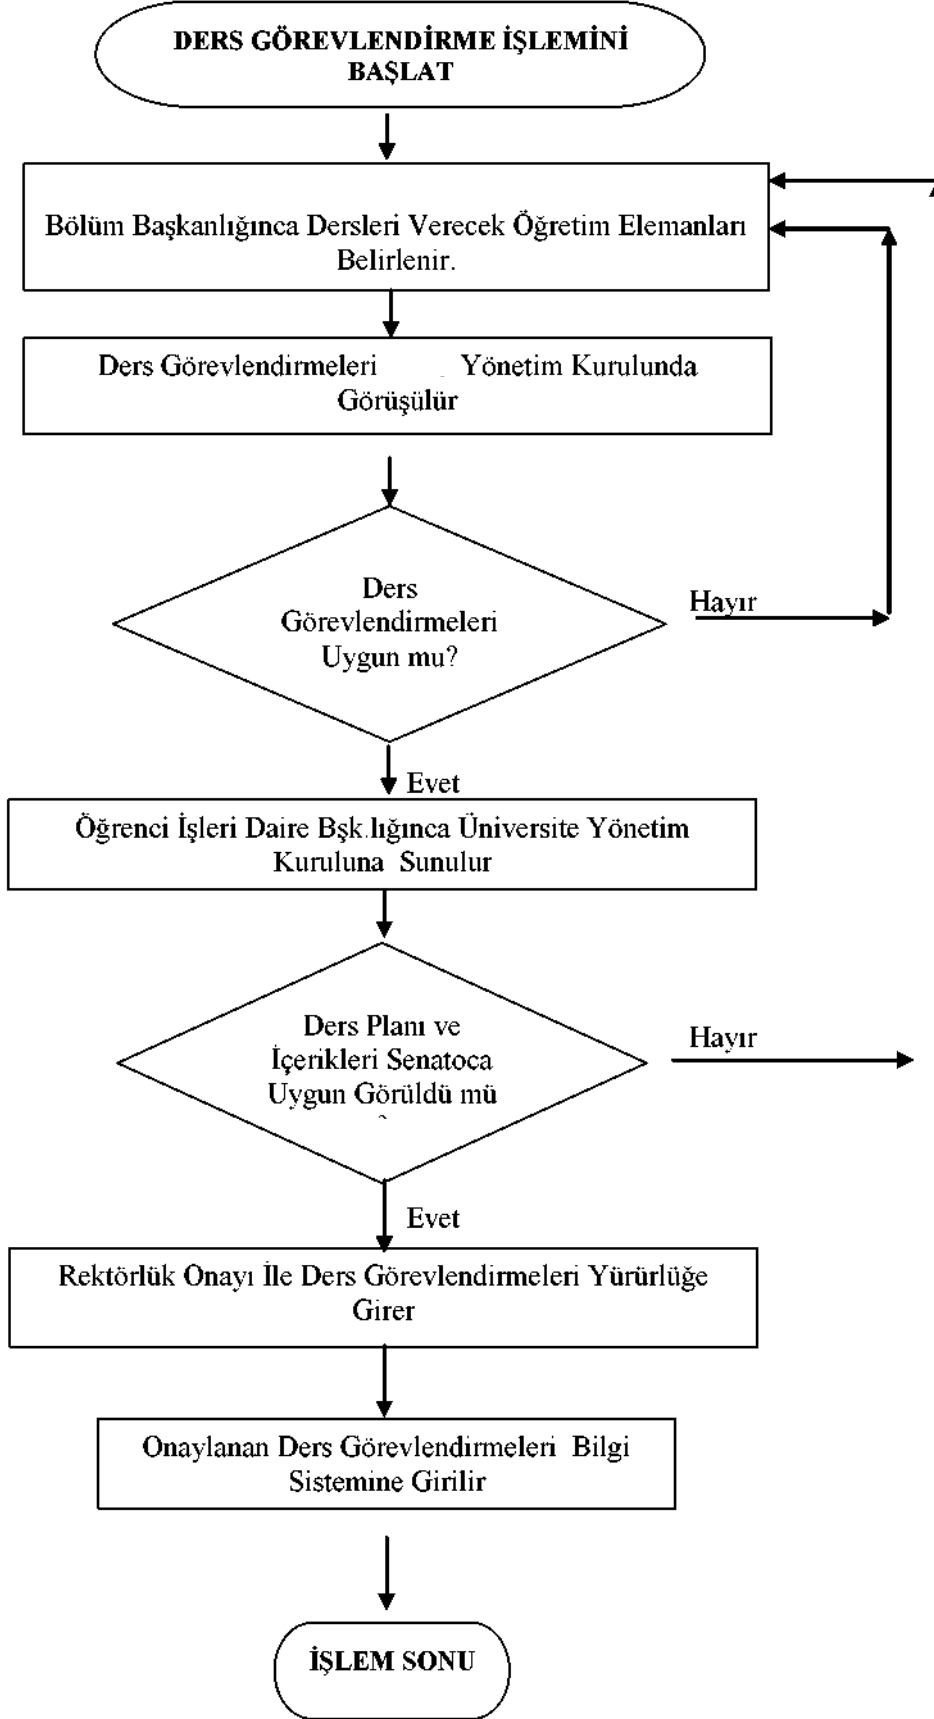 DERS GÖREVLENDİRME İŞLEMİNİ
BAŞLAT
Bölüm Başkanlığınca Dersleri Verecek Öğretim Elemanları
Belirlenir.
Ders Görevlendirmeleri Yönetim Kurulunda
Görüşülür
Ders
Görevlendirmeleri
Uygun mu?
Hayır
Evet
Öğrenci İşleri Daire Bşk.lığınca Üniversite Yönetim
Kuruluna Sunulur
Ders Planı ve
İçerikleri Senatoca
Uygun Görüldü mü
Hayır
Evet
Rektörlük Onayı İle Ders Görevlendirmeleri Yürürlüğe
Girer
Onaylanan Ders Görevlendirmeleri Bilgi
Sistemine Girilir
İŞLEM SONU